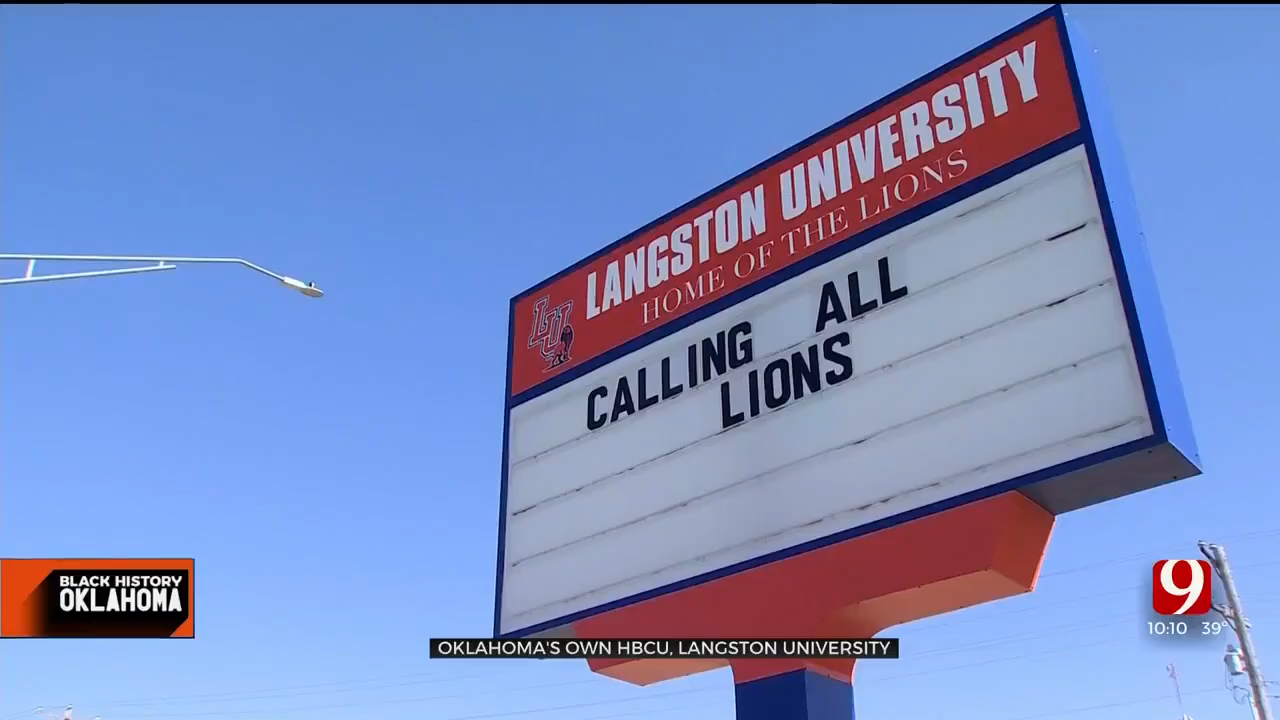 LANGSTON UNIVERSITY
HOME OF THE LIONS
LU
CALLING ALL
LIONS
BLACK HISTORY
OKLAHOMA
9
10:10 39°
OKLAHOMA'S OWN HBCU, LANGSTON UNIVERSITY